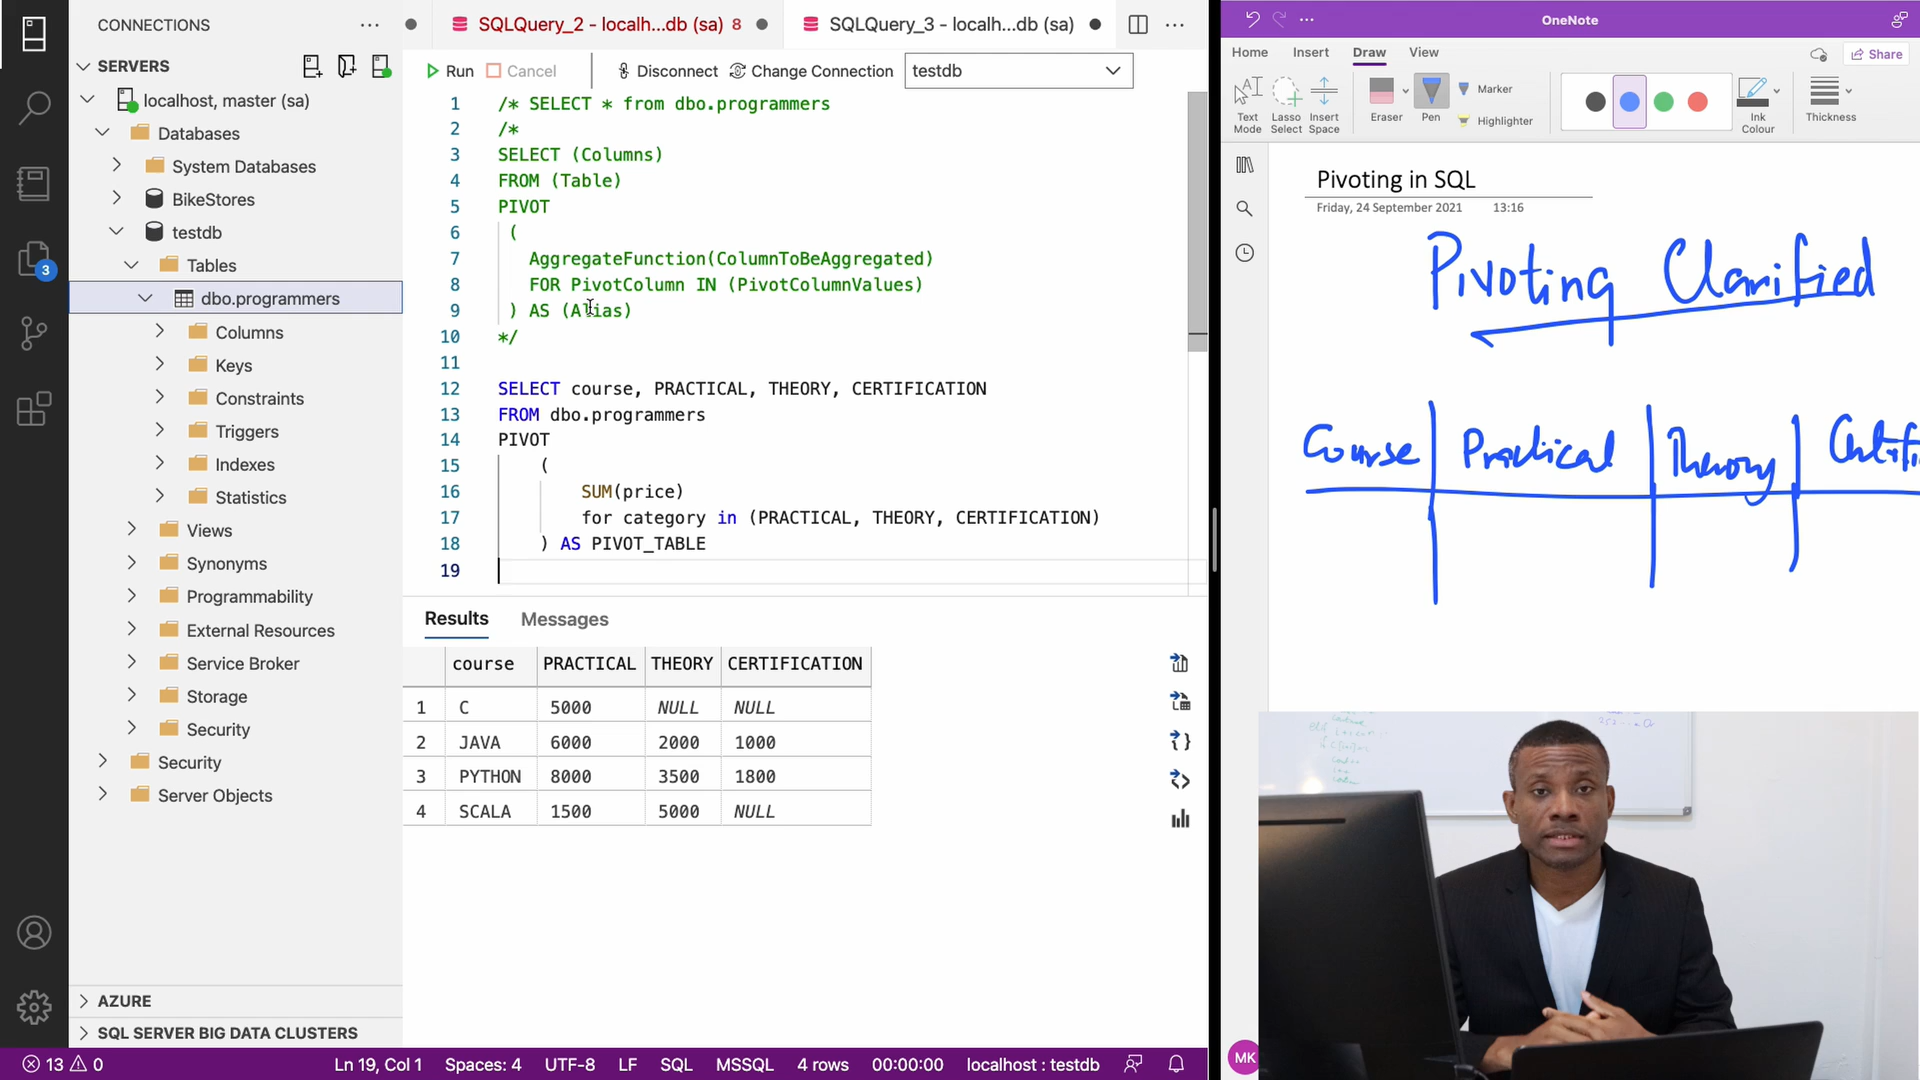 CONNECTIONS
SERVERS
localhost, master (sa)
Databases
System Databases
BikeStores
testdb
Tables
dbo.programmers
Columns
Keys
Constraints
Triggers
Indexes
Statistics
Views
Synonyms
Programmability
External Resources
Service Broker
Storage
Security
Security
Server Objects
AZURE
SQL SERVER BIG DATA CLUSTERS
3
SQLQuery_2 - localh...db (sa) 8
SQLQuery_3 - localh...db (sa)
Run Cancel Disconnect Change Connection testdb
1 /* SELECT * from dbo.programmers
2 /*
3 SELECT (Columns)
4 FROM (Table)
5 PIVOT
6 (
7 AggregateFunction(ColumnToBeAggregated)
8 FOR PivotColumn IN (PivotColumnValues)
9 ) AS (Alias)
10 */
11
12 SELECT course, PRACTICAL, THEORY, CERTIFICATION
13 FROM dbo.programmers
14 PIVOT
15 (
16 SUM(price)
17 for category in (PRACTICAL, THEORY, CERTIFICATION)
18 ) AS PIVOT_TABLE
19
Results Messages
course PRACTICAL THEORY CERTIFICATION
1 C 5000 NULL NULL
2 JAVA 6000 2000 1000
3 PYTHON 8000 3500 1800
4 SCALA 1500 5000 NULL
13 0 Ln 19, Col 1 Spaces: 4 UTF-8 LF SQL MSSQL 4 rows 00:00:00 localhost : testdb
OneNote
Home Insert Draw View Share
Text Mode
Lasso Select
Insert Space
Eraser
Pen
Marker
Highlighter
Ink Colour
Thickness
Pivoting in SQL
Friday, 24 September 2021 13:16
Pivoting Clarified
Course Practical Theory
MK